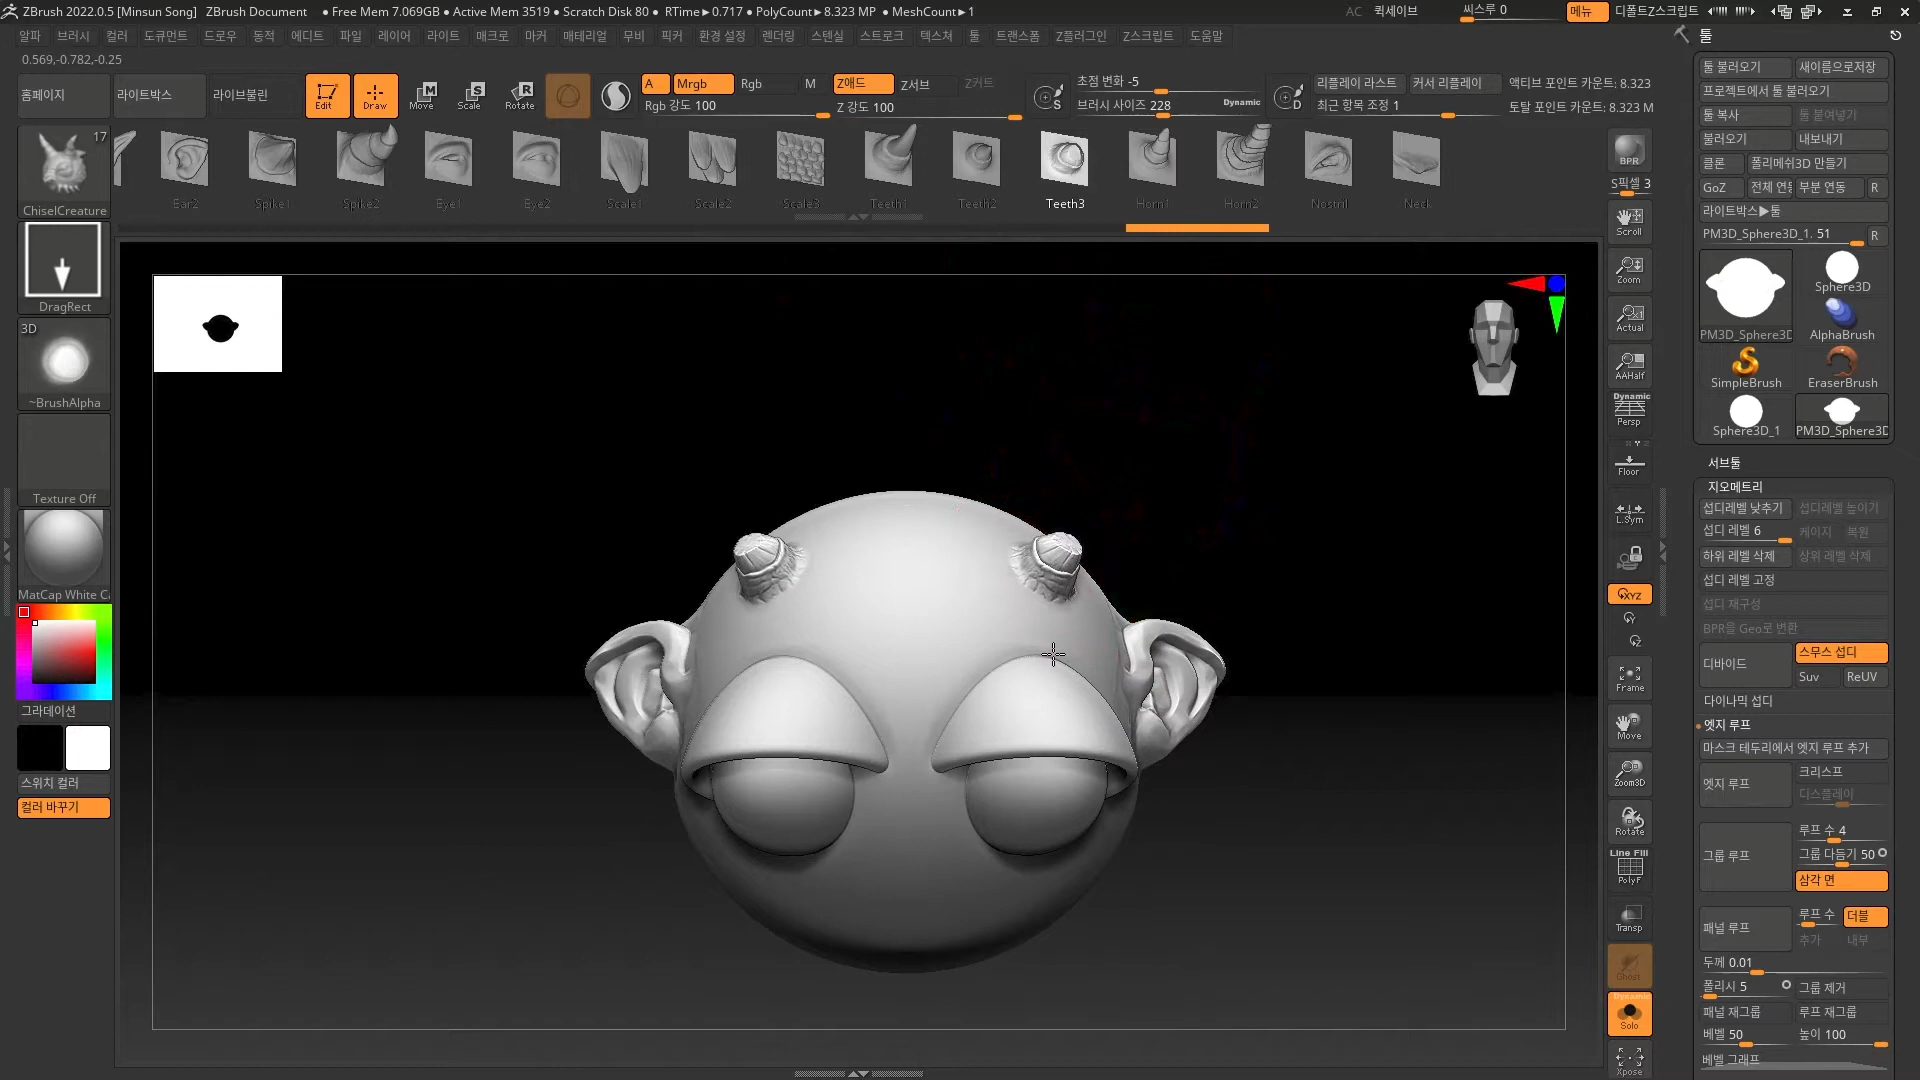 ZBrush 2022.0.5 [Minsun Song] ZBrush Document ● Free Mem 7.069GB ● Active Mem 3519 ● Scratch Disk 80 ● RTime►0.717 ● PolyCount►8.323 MP ● MeshCount►1 AC 퀵세이브 씨스루 0 메뉴 디폴트Z스크립트
알파 브러시 컬러 도큐먼트 드로우 동적 에디트 파일 레이어 라이트 매크로 마커 매테리얼 무비 픽커 환경 설정 렌더링 스텐실 스트로크 텍스쳐 툴 트랜스폼 Z플러그인 Z스크립트 도움말
0.569,-0.782,-0.25
홈페이지 라이트박스 라이브불린 Edit Draw Move Scale Rotate
A Mrgb Rgb M Z애드 Z서브 Z커트
Rgb 강도 100 Z 강도 100
초점 변화 -5
브러시 사이즈 228 Dynamic
리플레이 라스트 커서 리플레이 액티브 포인트 카운트: 8.323
최근 항목 조정 1 토탈 포인트 카운트: 8.323 M
17
ChiselCreature
Ear2 Spike1 Spike2 Eye1 Eye2 Scale1 Scale2 Scale3 Teeth1 Teeth2 Teeth3 Horn1 Horn2 Nostril Neck
DragRect
3D
~BrushAlpha
Texture Off
MatCap White Ca
그라데이션
스위치 컬러
컬러 바꾸기
BPR
S픽셀 3
Scroll
Zoom
Actual
AAHalf
Dynamic
Persp
Floor
L.Sym
XYZ
Frame
Move
Zoom3D
Rotate
Line Fill
PolyF
Transp
Ghost
Dynamic
Solo
Xpose
툴
툴 불러오기 새이름으로저장
프로젝트에서 툴 불러오기
툴 복사 툴 붙여넣기
불러오기 내보내기
클론 폴리메쉬3D 만들기
GoZ 전체 연동 부분 연동 R
라이트박스▶툴
PM3D_Sphere3D_1. 51 R
PM3D_Sphere3D Sphere3D
AlphaBrush
SimpleBrush EraserBrush
Sphere3D_1 PM3D_Sphere3D
서브툴
지오메트리
섭디레벨 낮추기 섭디레벨 높이기
섭디 레벨 6 케이지 복원
하위 레벨 삭제 상위 레벨 삭제
섭디 레벨 고정
섭디 재구성
BPR을 Geo로 변환
디바이드 스무스 섭디
Suv ReUV
다이나믹 섭디
엣지 루프
마스크 테두리에서 엣지 루프 추가
엣지 루프 크리스프
디스플레이
그룹 루프 루프 수 4
그룹 다듬기 50
삼각 면
패널 루프 루프 수 더블
추가 내부
두께 0.01
폴리시 5 그룹 제거
패널 재그룹 루프 재그룹
베벨 50 높이 100
베벨 그래프